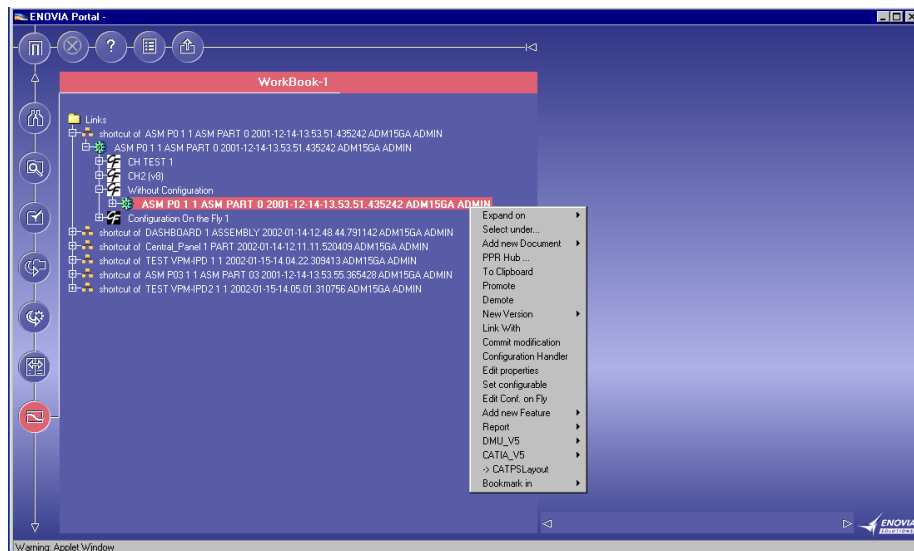 ENOVIA Portal -
?
WorkBook-1
Links
shortcut of ASM P0 1 1 ASM PART 0 2001-12-14-13.53.51.435242 ADM15GA ADMIN
ASM P0 1 1 ASM PART 0 2001-12-14-13.53.51.435242 ADM15GA ADMIN
CH TEST 1
CH2 (v8)
Without Configuration
ASM P0 1 1 ASM PART 0 2001-12-14-13.53.51.435242 ADM15GA ADMIN
Configuration On the Fly 1
shortcut of DASHBOARD 1 ASSEMBLY 2002-01-14-12.48.44.791142 ADM15GA ADMIN
shortcut of Central_Panel 1 PART 2002-01-14-12.11.11.520409 ADM15GA ADMIN
shortcut of TEST VPM-IPD 1 1 2002-01-15-14.04.22.309413 ADM15GA ADMIN
shortcut of ASM P03 1 1 ASM PART 03 2001-12-14-13.53.55.365428 ADM15GA ADMIN
shortcut of TEST VPM-IPD2 1 1 2002-01-15-14.05.01.310756 ADM15GA ADMIN
Expand on
Select under...
Add new Document
PPR Hub ...
To Clipboard
Promote
Demote
New Version
Link With
Commit modification
Configuration Handler
Edit properties
Set configurable
Edit Conf. on Fly
Add new Feature
Report
DMU_V5
CATIA_V5
-> CATPSLayout
Bookmark in
ENOVIA
SOLUTIONS
Warning: Applet Window